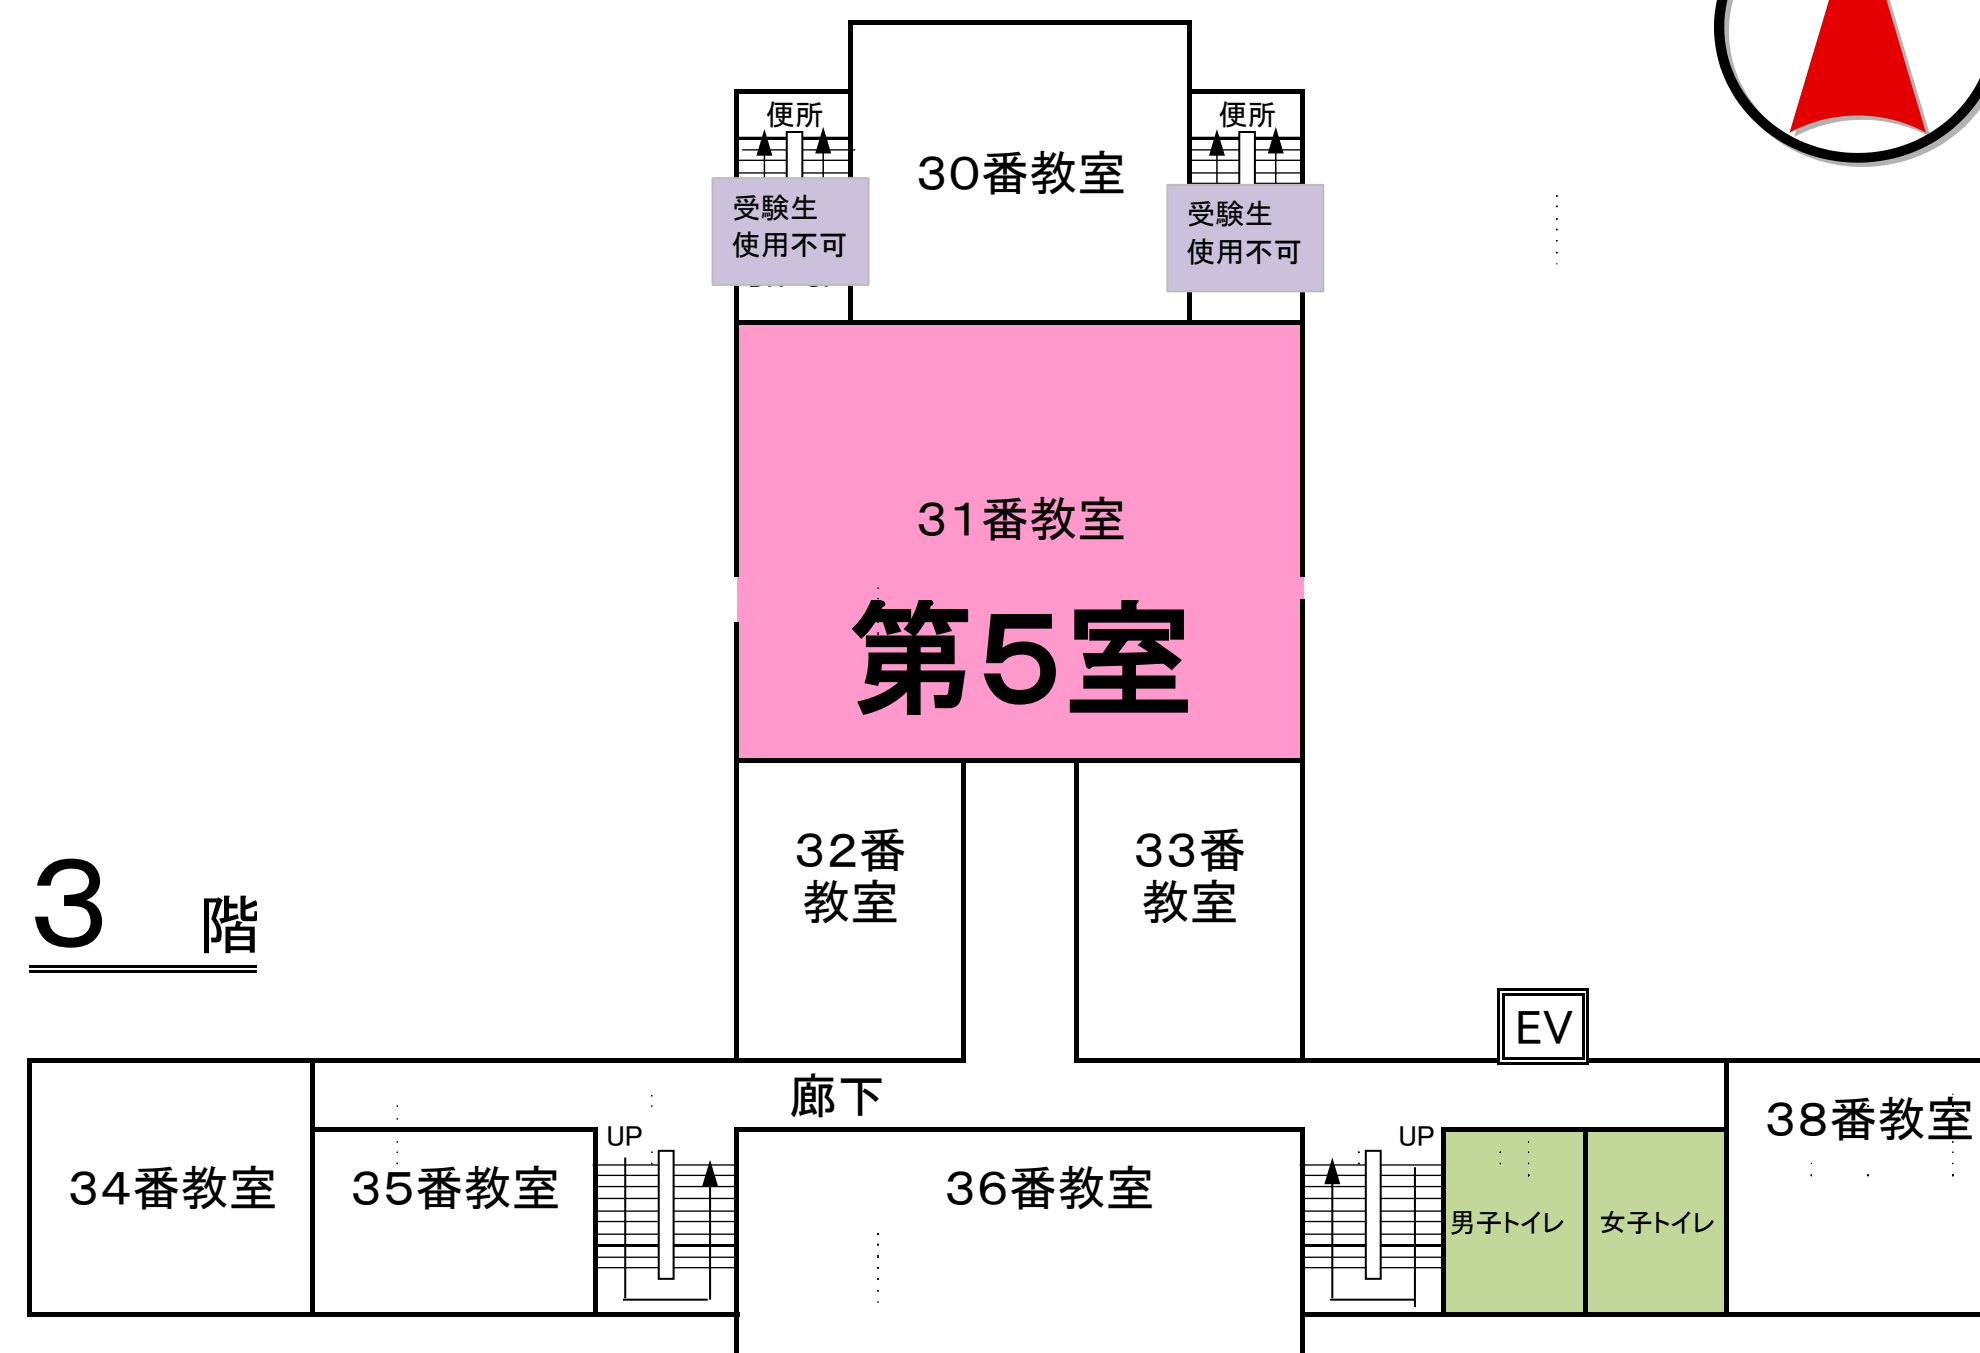 便所
便所
30番教室
受験生
使用不可
受験生
使用不可
31番教室
第5室
32番
教室
33番
教室
3 階
EV
廊下
UP
UP
34番教室
35番教室
36番教室
男子トイレ
女子トイレ
38番教室